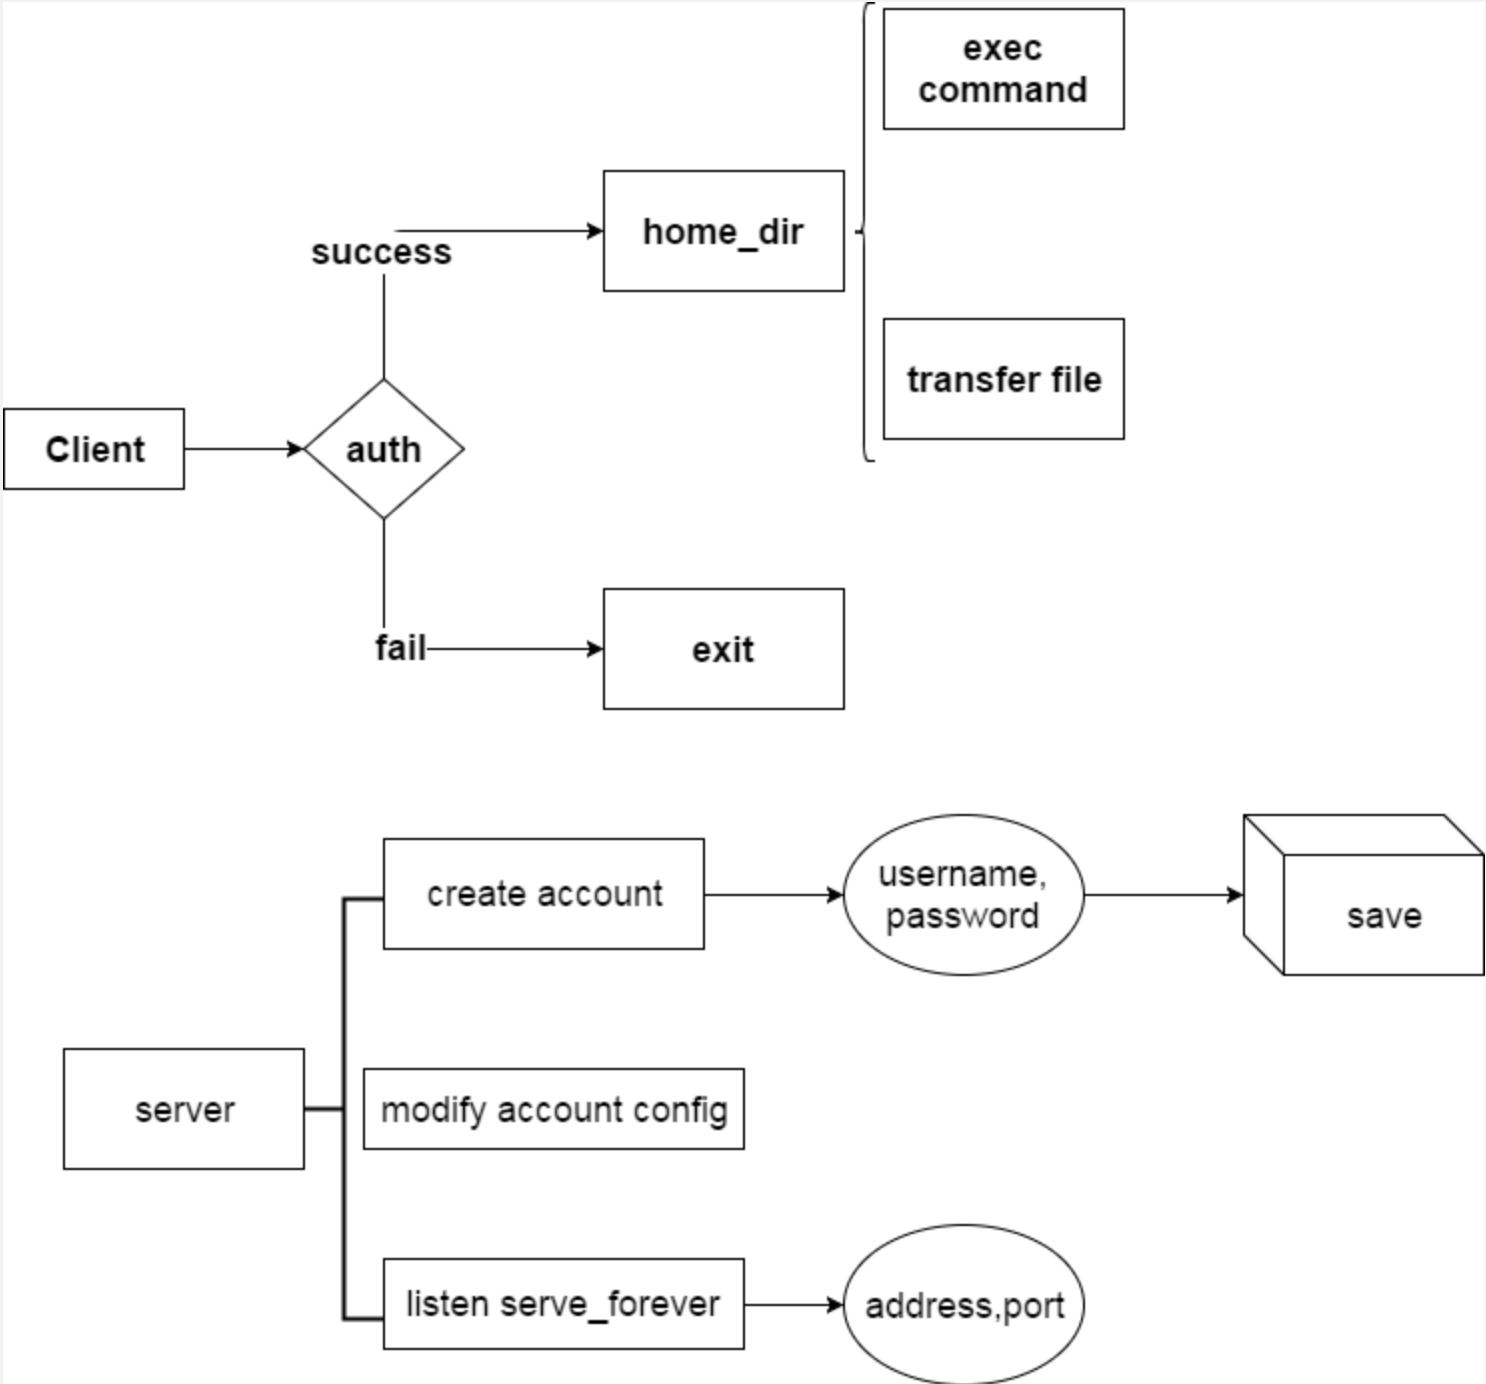 exec
command
home_dir
success
transfer file
Client
auth
fail
exit
create account
username,
password
save
server
modify account config
listen serve_forever
address,port